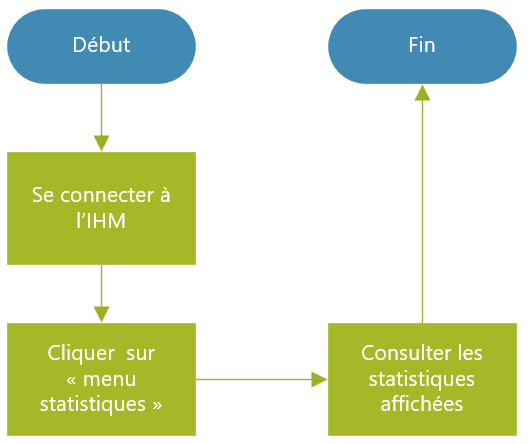 Début
Se connecter à
l'IHM
Cliquer  sur
« menu
statistiques »
Consulter les
statistiques
affichées
Fin